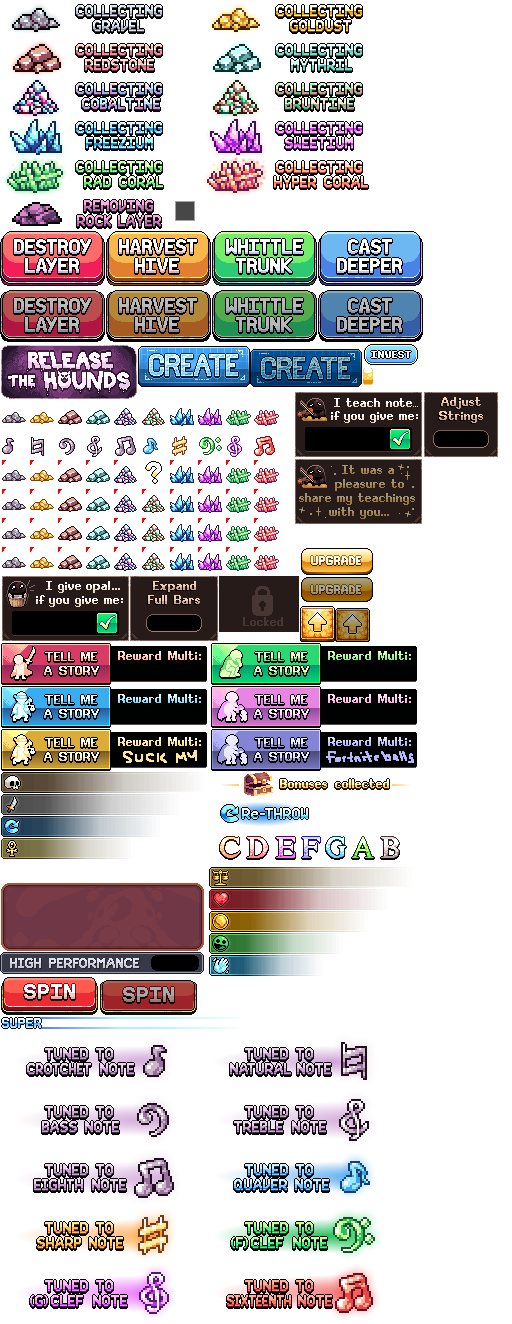 COLLECTING
GRAVEL
COLLECTING
GOLDUST
COLLECTING
REDSTONE
COLLECTING
MYTHRIL
COLLECTING
COBALTINE
COLLECTING
BRUNTINE
COLLECTING
FREEZIUM
COLLECTING
SWEETIUM
COLLECTING
RAD CORAL
COLLECTING
HYPER CORAL
REMOVING
ROCK LAYER
DESTROY
LAYER
HARVEST
HIVE
WHITTLE
TRUNK
CAST
DEEPER
DESTROY
LAYER
HARVEST
HIVE
WHITTLE
TRUNK
CAST
DEEPER
RELEASE
THE HOUNDS
CREATE
CREATE
INVEST
I teach note...
if you give me:
Adjust
Strings
?
It was a
pleasure to
share my teachings
with you...
UPGRADE
UPGRADE
I give opal...
if you give me:
Expand
Full Bars
Locked
TELL ME
A STORY
Reward Multi:
TELL ME
A STORY
Reward Multi:
TELL ME
A STORY
Reward Multi:
TELL ME
A STORY
Reward Multi:
TELL ME
A STORY
Reward Multi:
SUCK MY
TELL ME
A STORY
Reward Multi:
Fortnite balls
Bonuses collected
Re-THROW
C D E F G A B
HIGH PERFORMANCE
SPIN
SPIN
SUPER
TUNED TO
CROTCHET NOTE
TUNED TO
NATURAL NOTE
TUNED TO
BASS NOTE
TUNED TO
TREBLE NOTE
TUNED TO
EIGHTH NOTE
TUNED TO
QUAVER NOTE
TUNED TO
SHARP NOTE
TUNED TO
(F)CLEF NOTE
TUNED TO
(G)CLEF NOTE
TUNED TO
SIXTEENTH NOTE